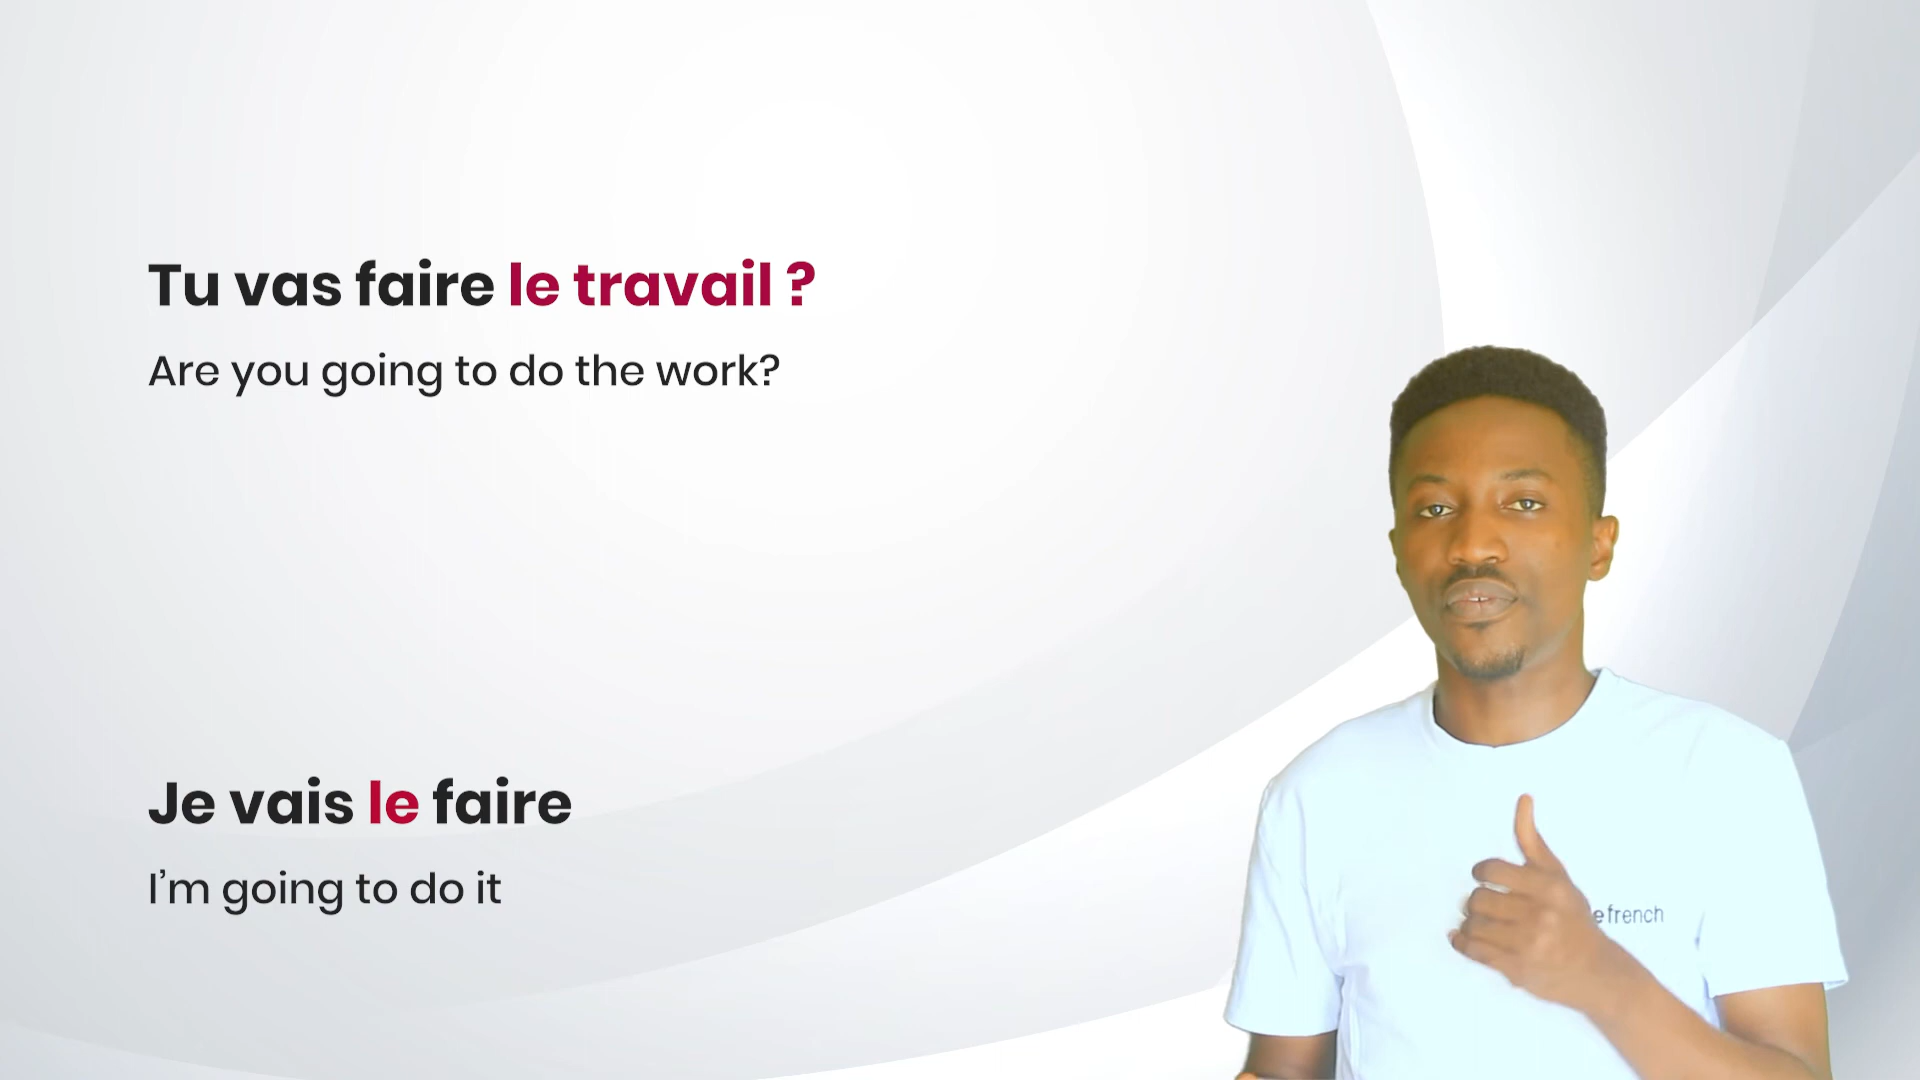 Tu vas faire le travail ?
Are you going to do the work?
Je vais le faire
I'm going to do it
efrench